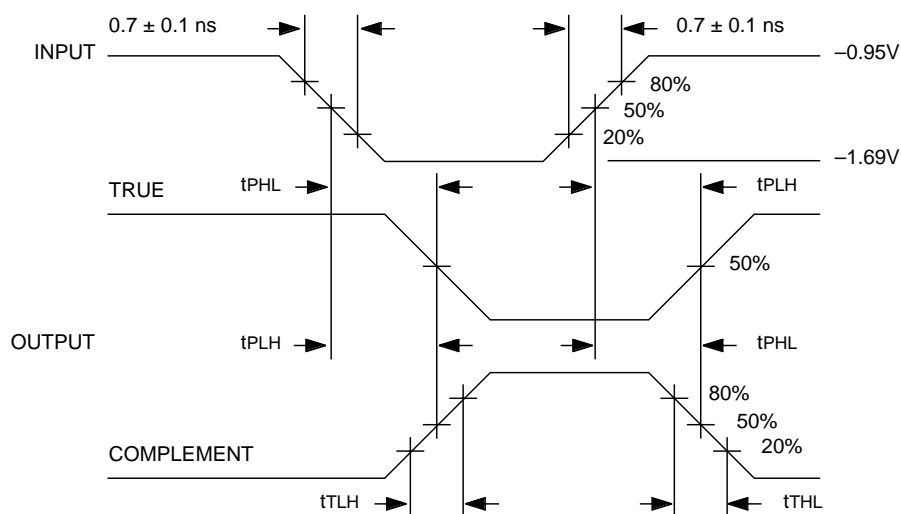 0.7 ± 0.1 ns
0.7 ± 0.1 ns
INPUT
–0.95V
80%
50%
20%
–1.69V
tPHL
tPLH
TRUE
50%
OUTPUT
tPLH
tPHL
80%
50%
20%
COMPLEMENT
tTLH
tTHL